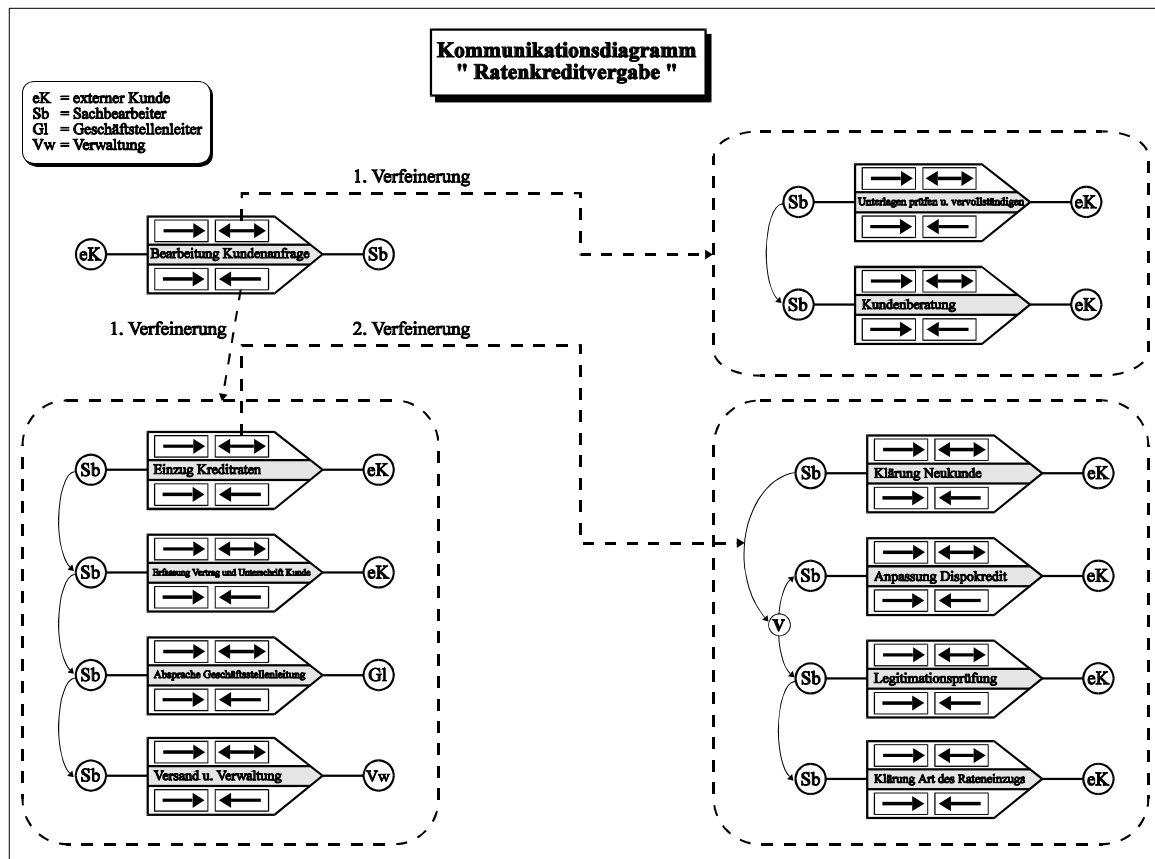 Kommunikationsdiagramm
" Ratenkreditvergabe "
eK = externer Kunde
Sb = Sachbearbeiter
Gl = Geschäftstellenleiter
Vw = Verwaltung
1. Verfeinerung
eK
Bearbeitung Kundenanfrage
Sb
Sb
Unterlagen prüfen u. vervollständigen
eK
Sb
Kundenberatung
eK
1. Verfeinerung
2. Verfeinerung
Sb
Einzug Kreditraten
eK
Sb
Erfassung Vertrag und Unterschrift Kunde
eK
Sb
Absprache Geschäftsstellenleitung
Gl
Sb
Versand u. Verwaltung
Vw
Sb
Klärung Neukunde
eK
Sb
Anpassung Dispokredit
eK
V
Sb
Legitimationsprüfung
eK
Sb
Klärung Art des Rateneinzugs
eK